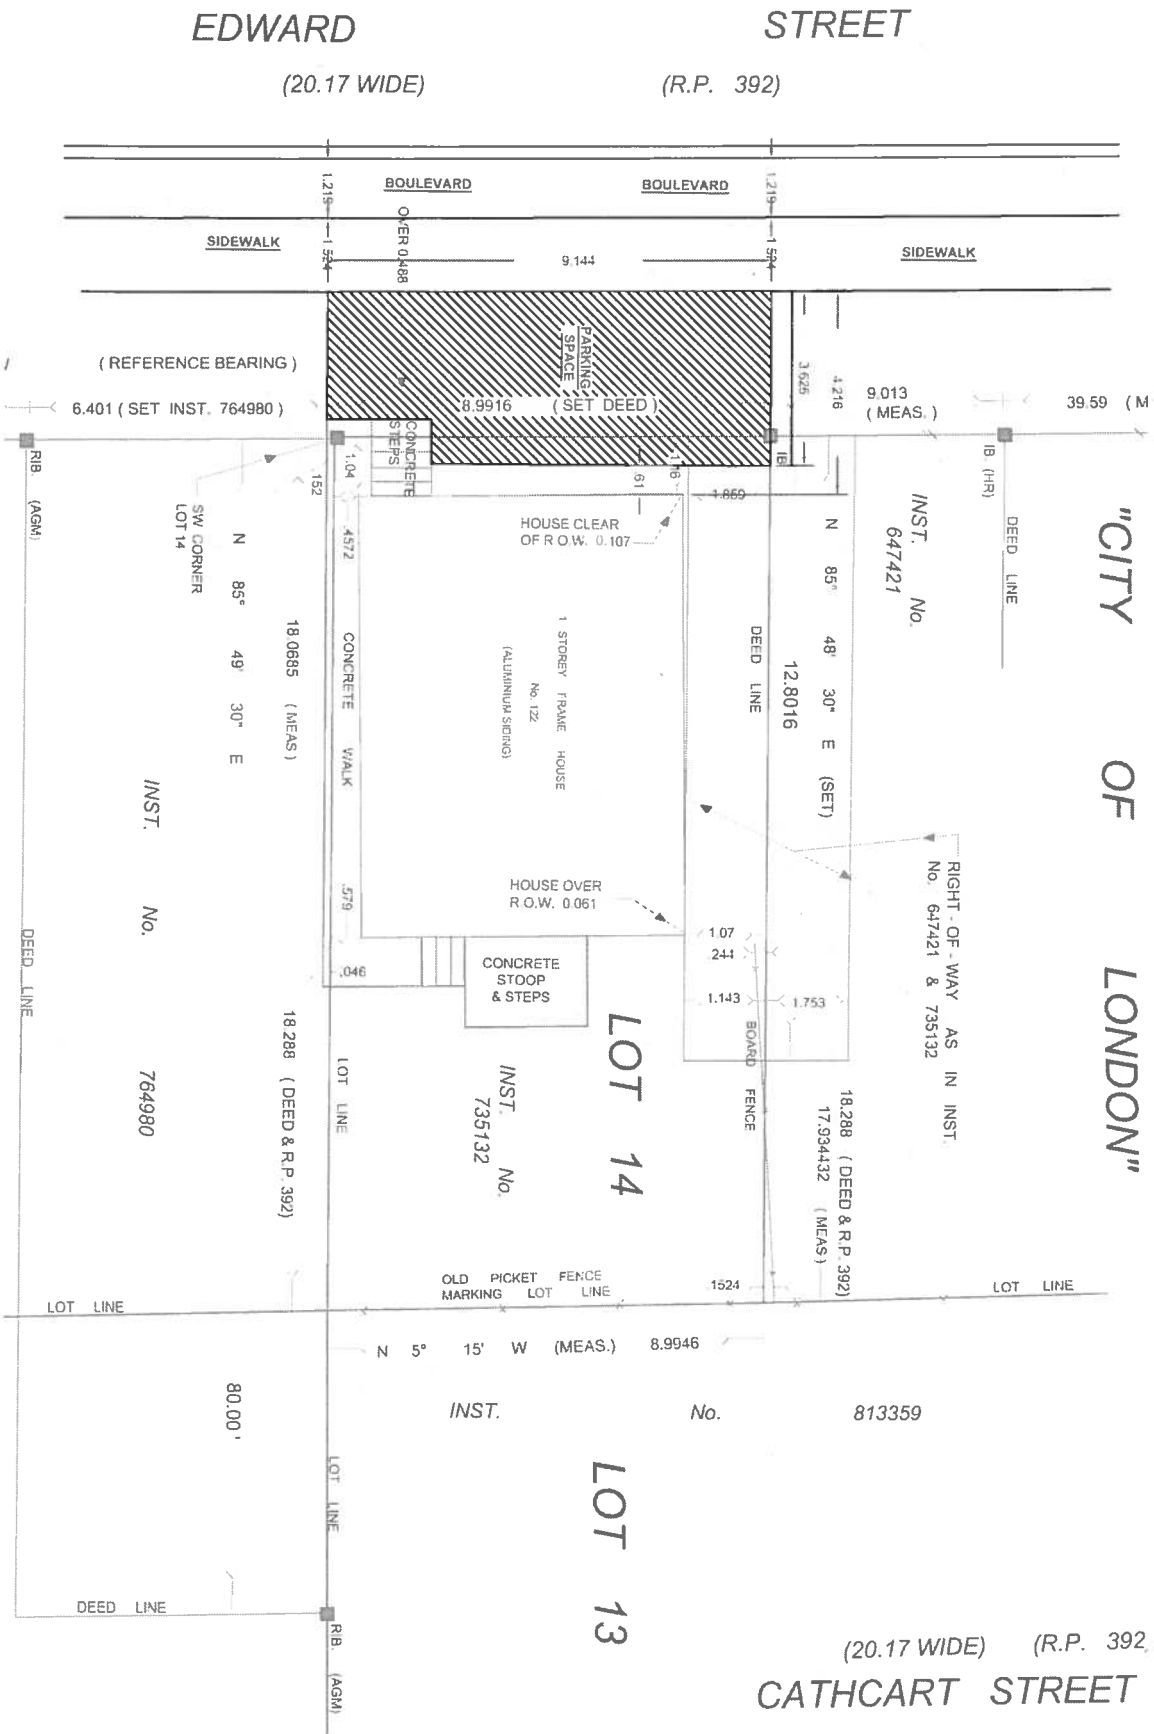 EDWARD STREET
(20.17 WIDE) (R.P. 392)
BOULEVARD BOULEVARD
1.219 1.219
SIDEWALK SIDEWALK
1.524 1.524
OVER 0.488
9.144
PARKING
SPACE
3.625
4.216
( REFERENCE BEARING )
6.401 ( SET INST. 764980 )
8.9916 ( SET DEED )
9.013
( MEAS. )
39.59 ( M
RIB. (AGM)
CONCRETE
STEPS
1.04
.152
.61
1.859
IB
IB. (HR)
DEED LINE
SW CORNER
LOT 14
HOUSE CLEAR
OF R.O.W. 0.107
INST. No.
647421
"CITY OF LONDON"
N 85° 49' 30" E
18.0685 ( MEAS )
.4572
CONCRETE WALK
.579
1 STOREY FRAME HOUSE
No. 122
(ALUMINIUM SIDING)
DEED LINE
N 85° 48' 30" E (SET)
12.8016
RIGHT - OF - WAY AS IN INST.
No. 647421 & 735132
HOUSE OVER
R.O.W. 0.061
1.07
.244
1.143
1.753
BOARD FENCE
.046
CONCRETE
STOOP
& STEPS
INST. No.
764980
DEED LINE
18.288 ( DEED & R.P. 392)
LOT LINE
INST. No.
735132
LOT 14
18.288 ( DEED & R.P. 392)
17.934432 ( MEAS )
OLD PICKET FENCE
MARKING LOT LINE
.1524
LOT LINE
LOT LINE
N 5° 15' W (MEAS.) 8.9946
INST. No. 813359
80.00'
LOT LINE
LOT 13
DEED LINE
RIB. (AGM)
(20.17 WIDE) (R.P. 392
CATHCART STREET